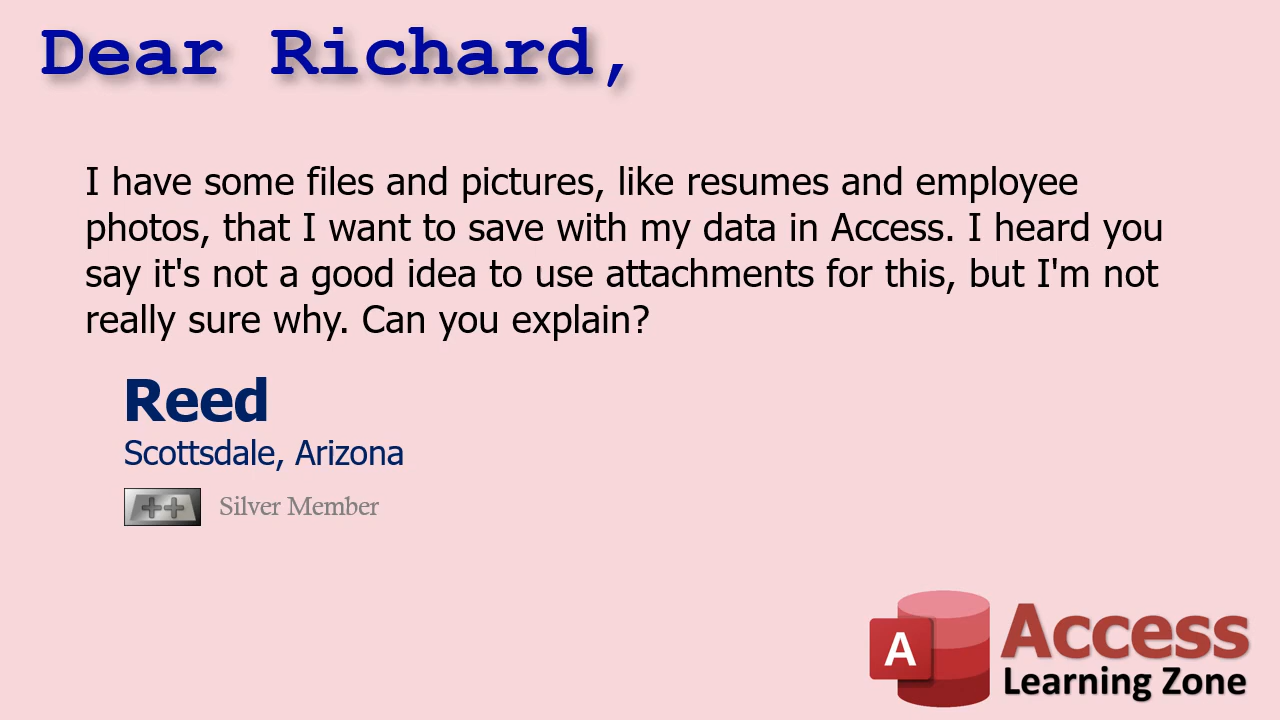 Dear Richard,
I have some files and pictures, like resumes and employee
photos, that I want to save with my data in Access. I heard you
say it's not a good idea to use attachments for this, but I'm not
really sure why. Can you explain?
Reed
Scottsdale, Arizona
++ Silver Member
A Access
Learning Zone